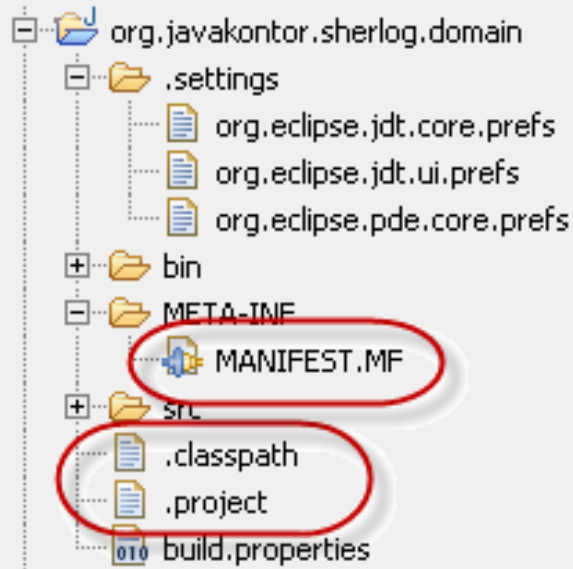 org.javakontor.sherlog.domain
.settings
org.eclipse.jdt.core.prefs
org.eclipse.jdt.ui.prefs
org.eclipse.pde.core.prefs
bin
META-INF
MANIFEST.MF
src
.classpath
.project
010 build.properties